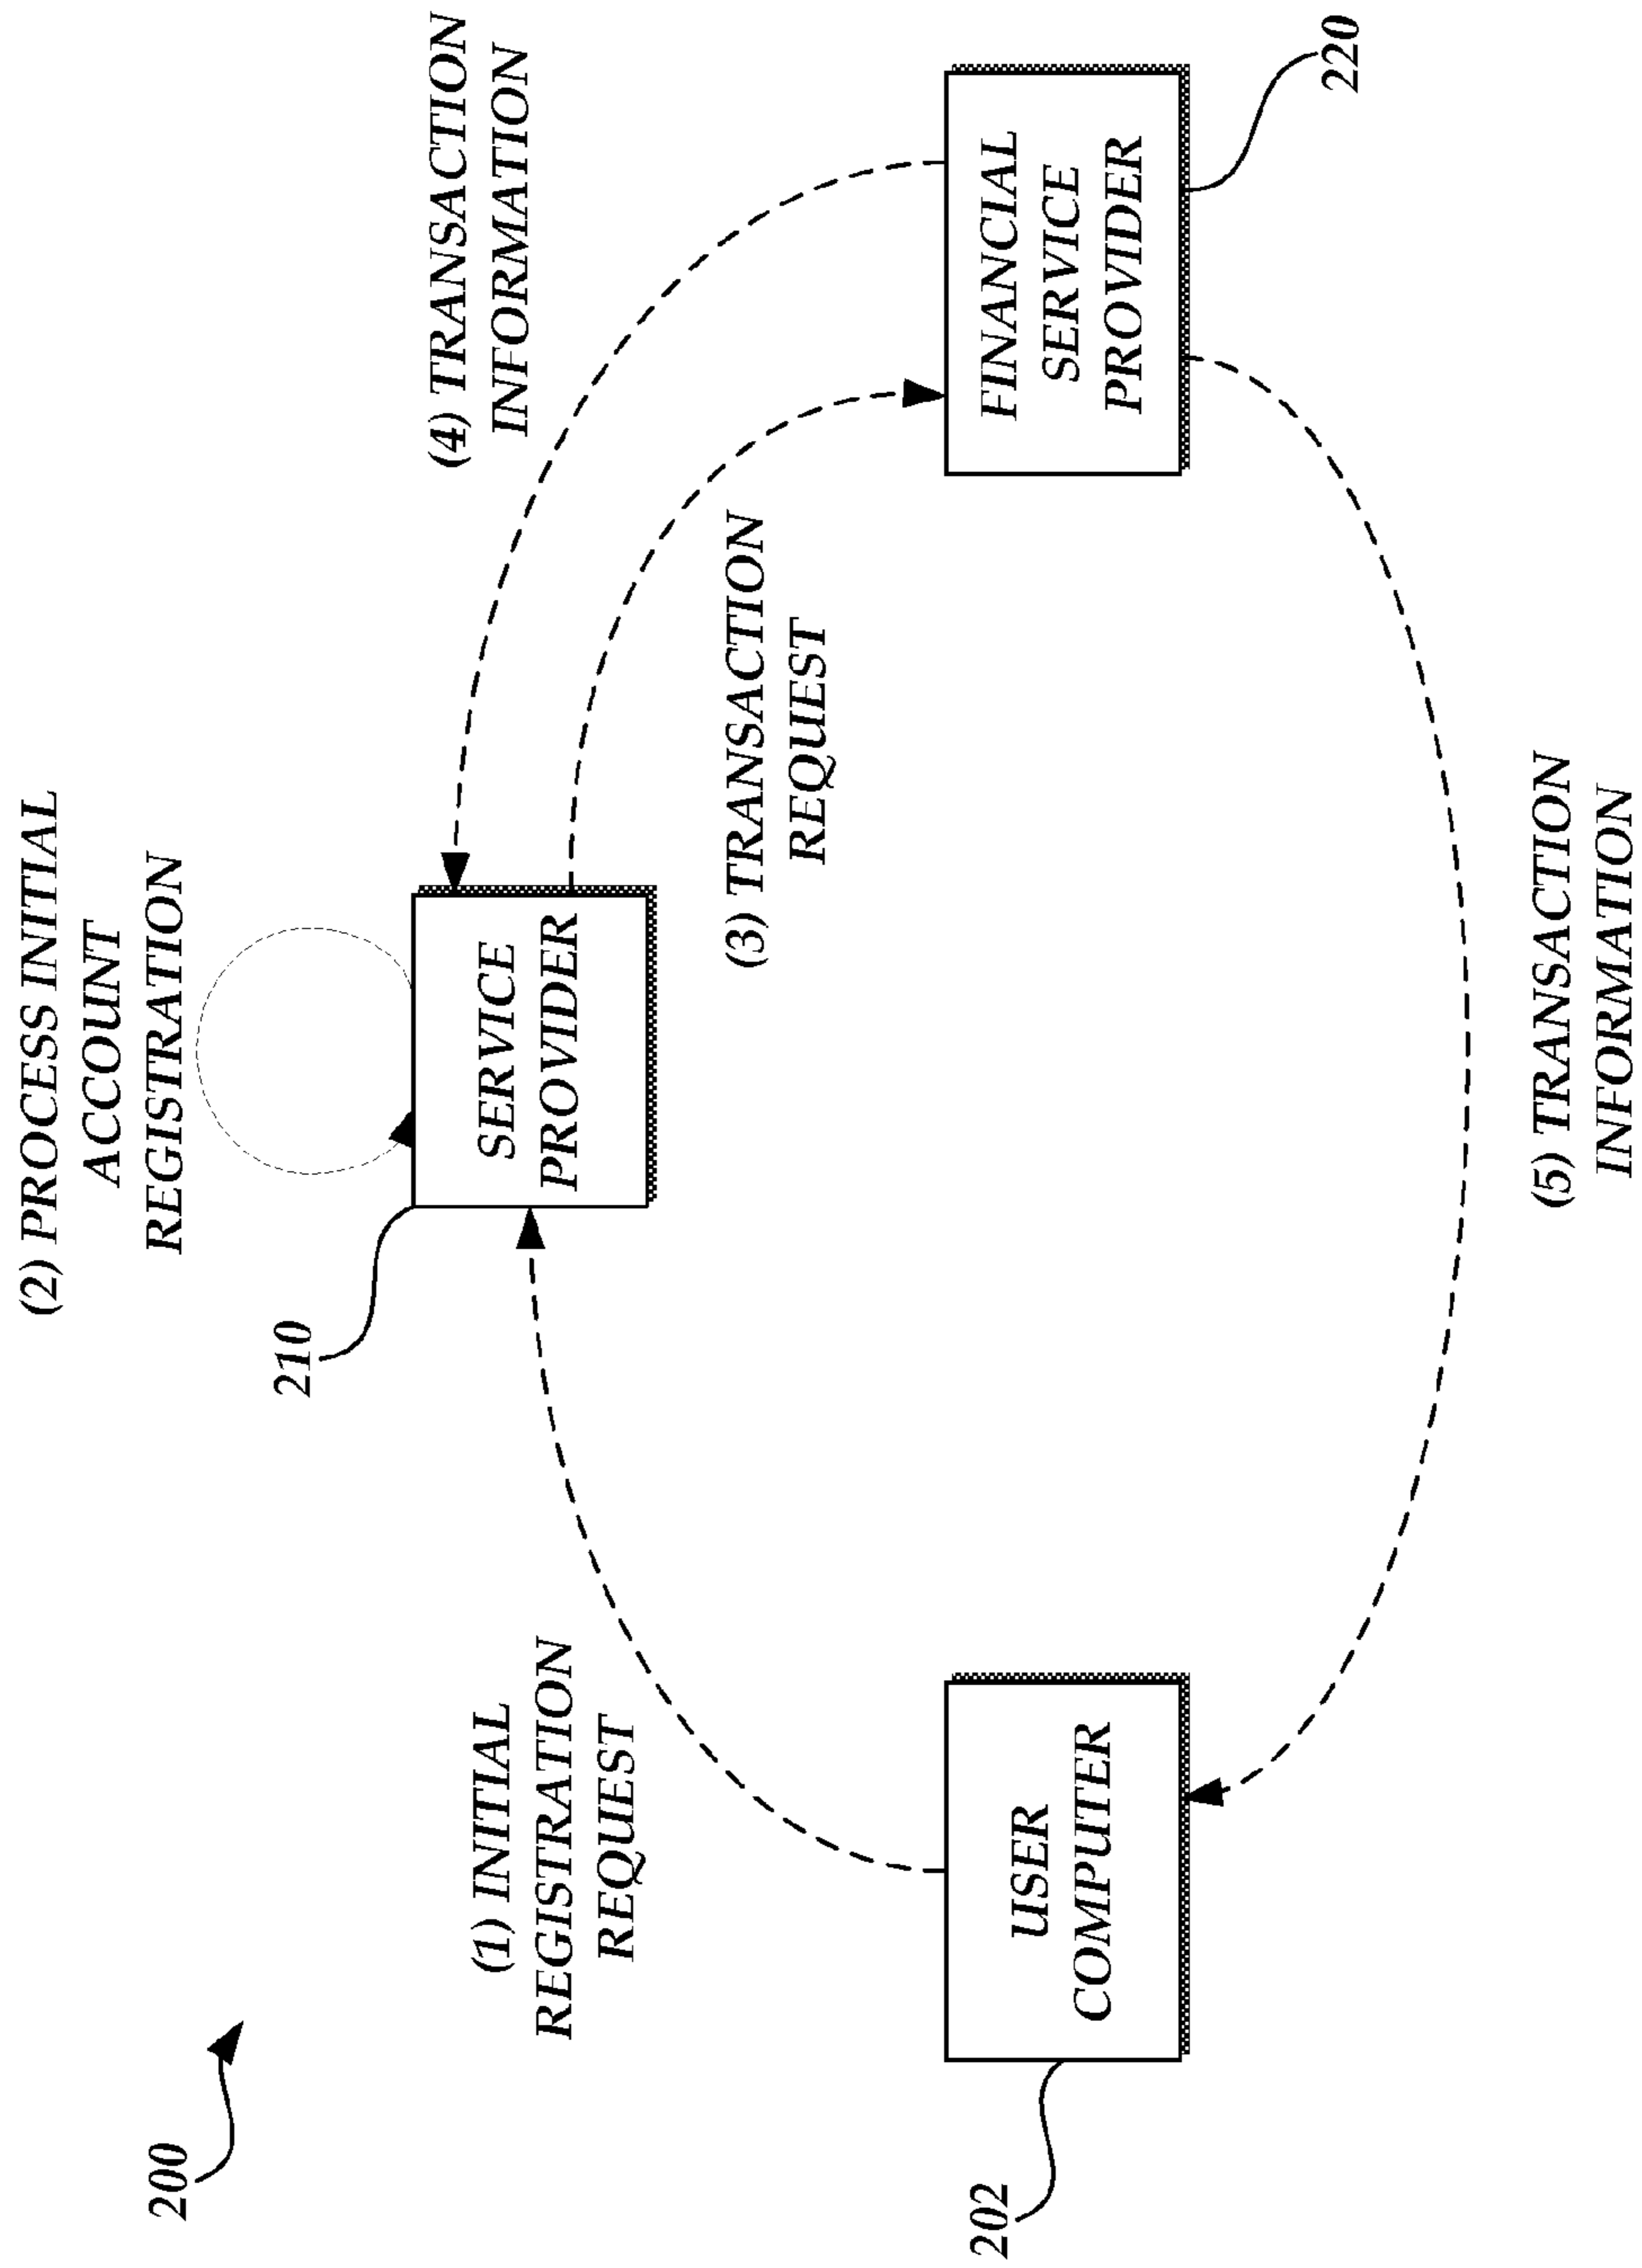 200
(2) PROCESS INITIAL
ACCOUNT
REGISTRATION
210
SERVICE
PROVIDER
(1) INITIAL
REGISTRATION
REQUEST
(4) TRANSACTION
INFORMATION
(3) TRANSACTION
REQUEST
202
USER
COMPUTER
FINANCIAL
SERVICE
PROVIDER
220
(5) TRANSACTION
INFORMATION